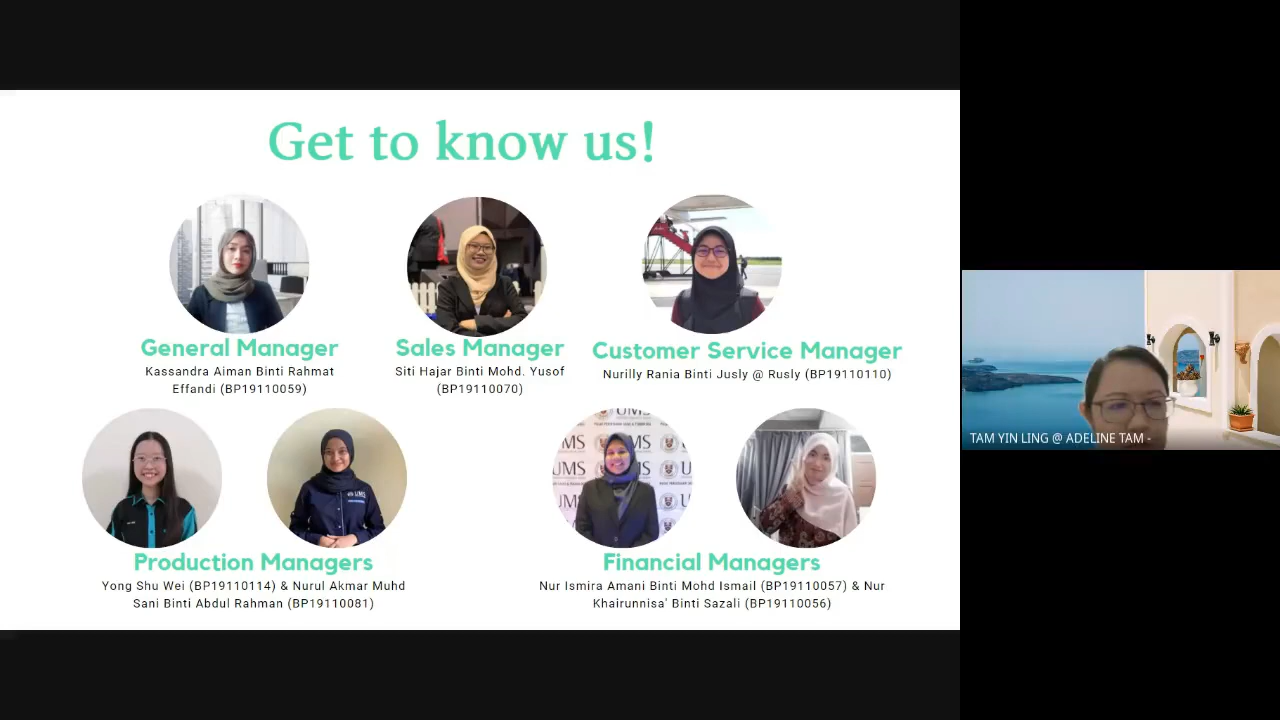 Get to know us!
General Manager
Kassandra Aiman Binti Rahmat
Effandi (BP19110059)
Sales Manager
Siti Hajar Binti Mohd. Yusof
(BP19110070)
Customer Service Manager
Nurilly Rania Binti Jusly @ Rusly (BP19110110)
UMS
UMS
UMS
Production Managers
Yong Shu Wei (BP19110114) & Nurul Akmar Muhd
Sani Binti Abdul Rahman (BP19110081)
Financial Managers
Nur Ismira Amani Binti Mohd Ismail (BP19110057) & Nur
Khairunnisa' Binti Sazali (BP19110056)
TAM YIN LING @ ADELINE TAM -